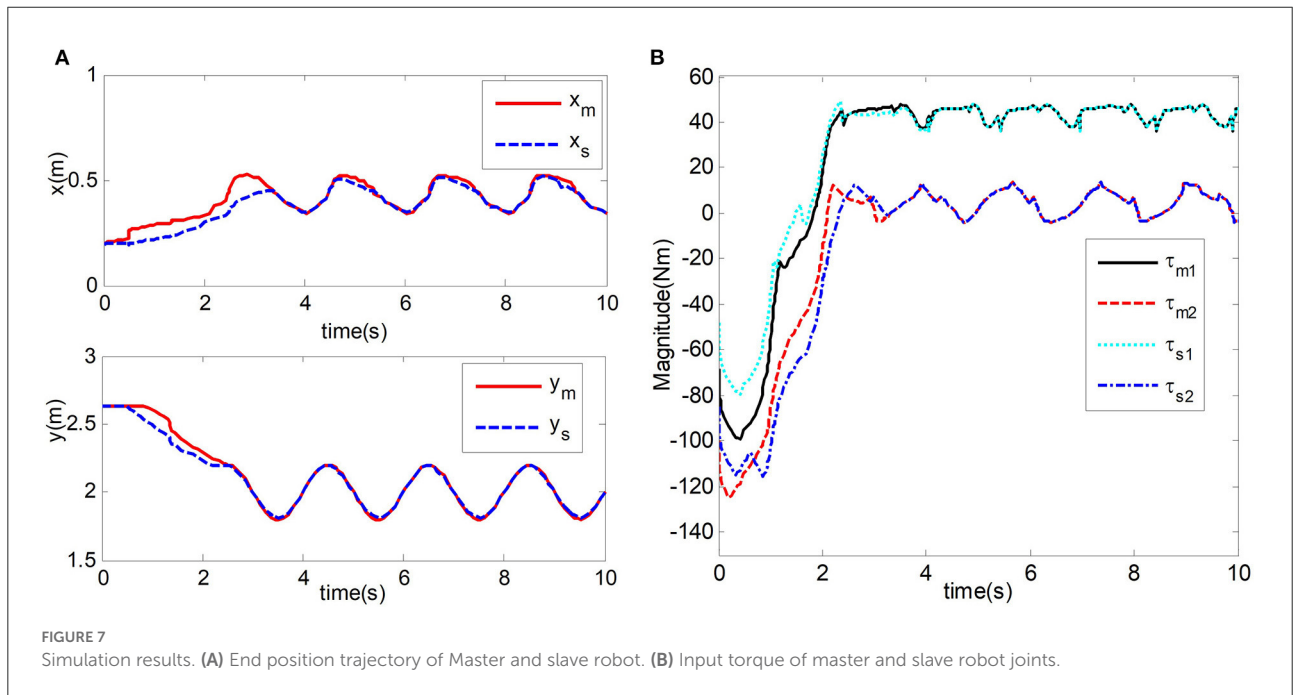 A
1
0.5
0
x(m)
x_m
x_s
0 2 4 6 8 10
time(s)
3
2.5
2
1.5
y(m)
y_m
y_s
0 2 4 6 8 10
time(s)
B
60
40
20
0
-20
-40
-60
-80
-100
-120
-140
Magnitude(Nm)
τ_m1
τ_m2
τ_s1
τ_s2
0 2 4 6 8 10
time(s)
FIGURE 7
Simulation results. (A) End position trajectory of Master and slave robot. (B) Input torque of master and slave robot joints.